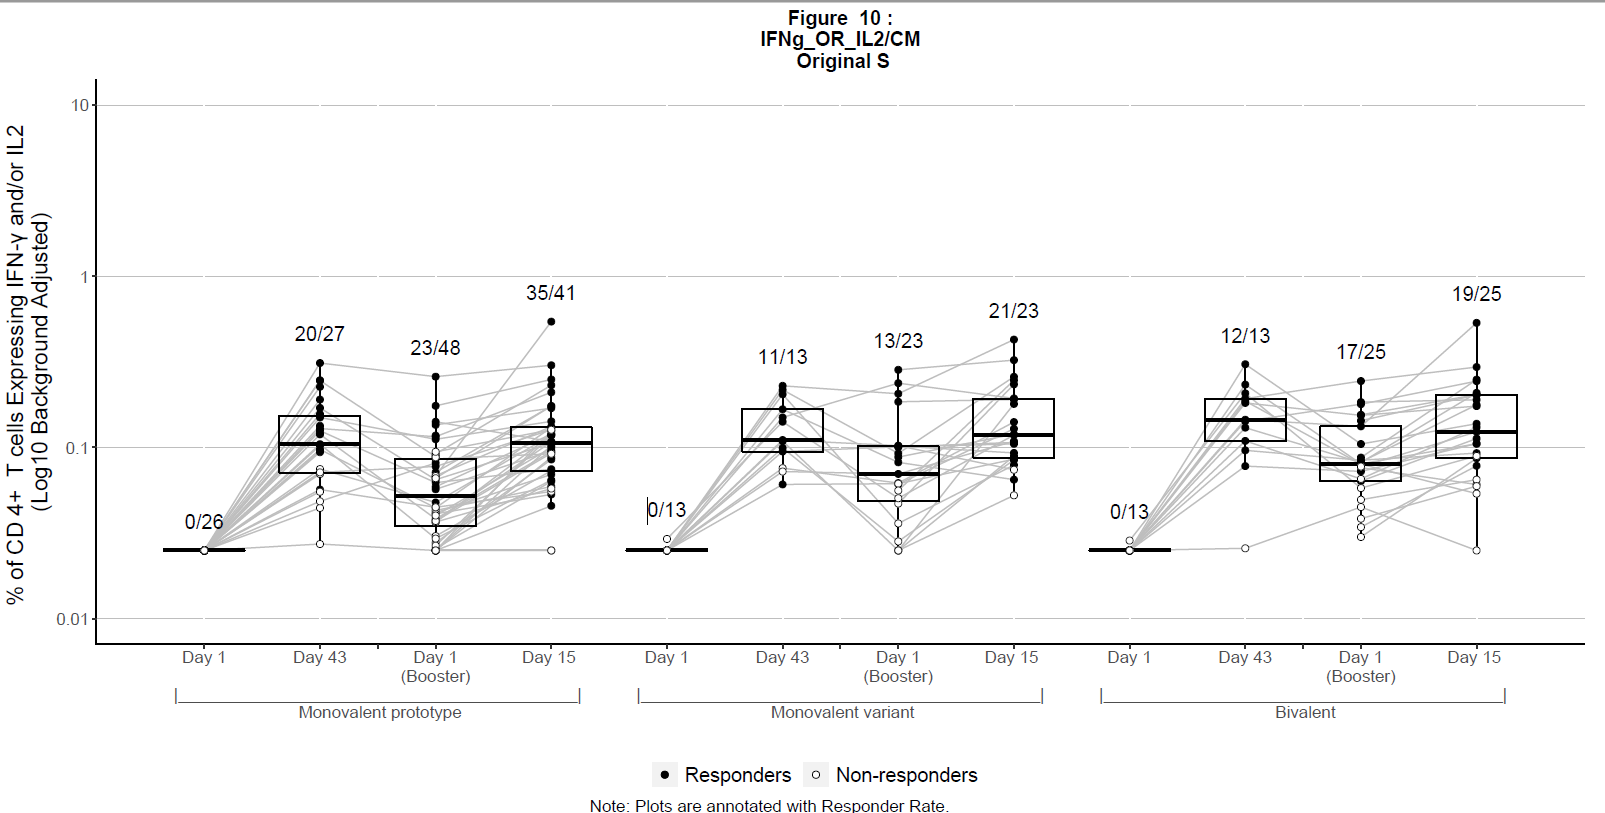 Figure 10 :
IFNg_OR_IL2/CM
Original S
% of CD 4+ T cells Expressing IFN-γ and/or IL2
(Log10 Background Adjusted)
10
1
0.1
0.01
0/26
20/27
23/48
35/41
0/13
11/13
13/23
21/23
0/13
12/13
17/25
19/25
Day 1
Day 43
Day 1
(Booster)
Day 15
Day 1
Day 43
Day 1
(Booster)
Day 15
Day 1
Day 43
Day 1
(Booster)
Day 15
Monovalent prototype
Monovalent variant
Bivalent
Responders
Non-responders
Note: Plots are annotated with Responder Rate.